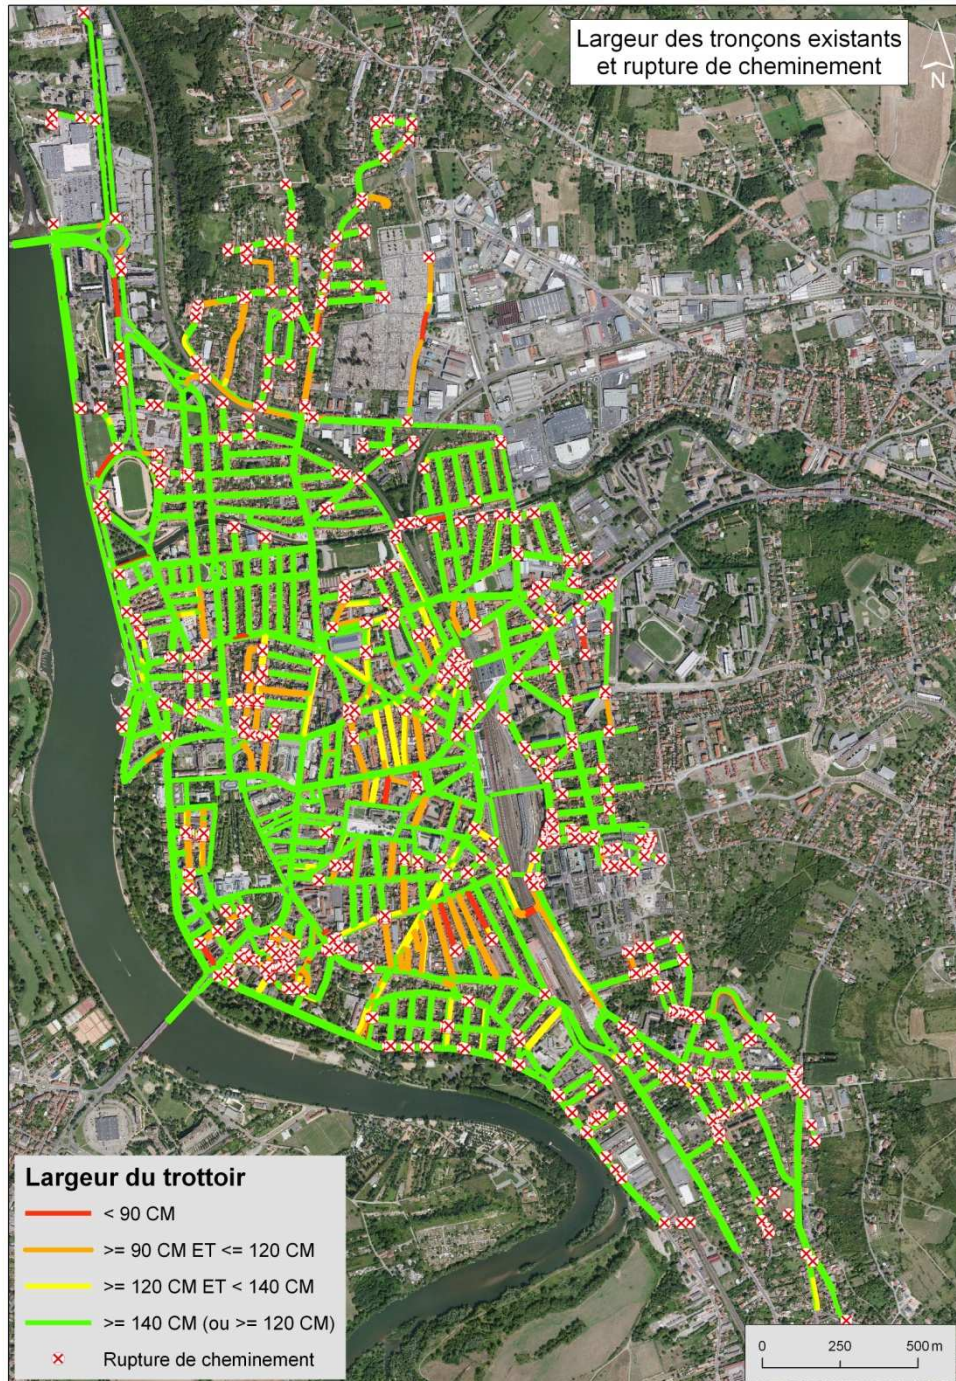 Largeur des tronçons existants
et rupture de cheminement
N
Largeur du trottoir
< 90 CM
>= 90 CM ET <= 120 CM
>= 120 CM ET < 140 CM
>= 140 CM (ou >= 120 CM)
Rupture de cheminement
0 250 500 m